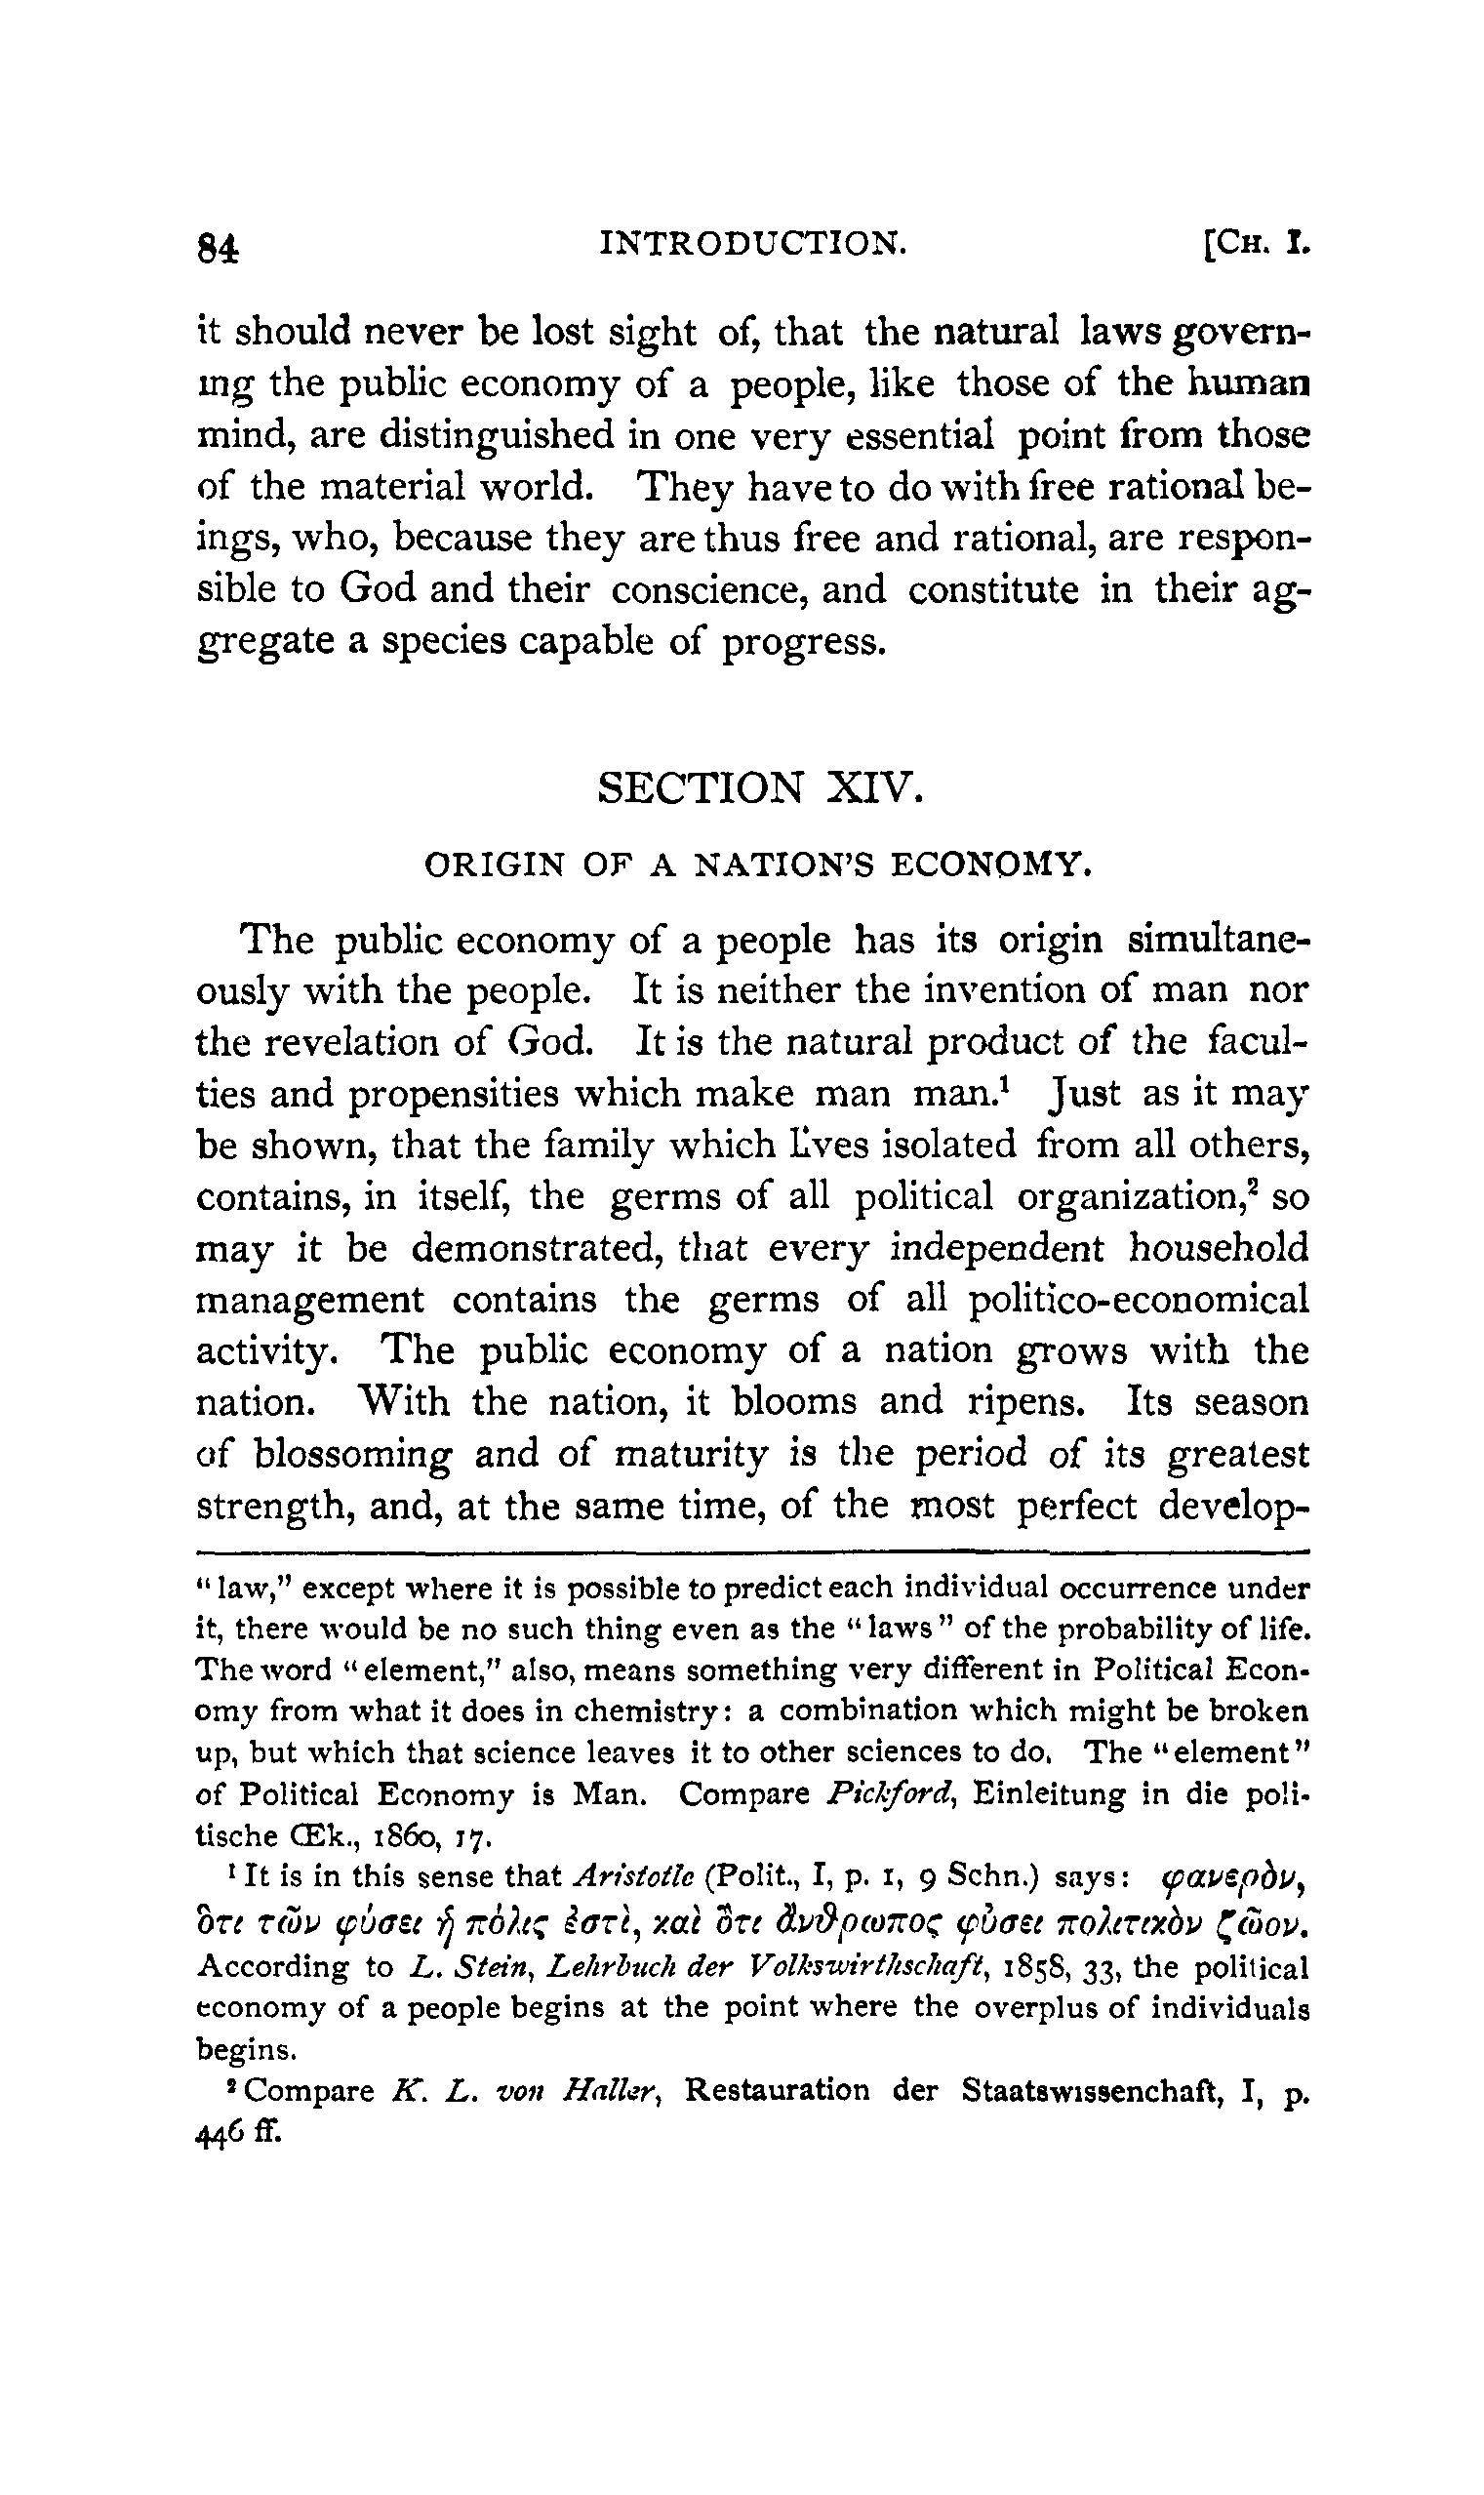 84 INTRODUCTION. [CH. I.
it should never be lost sight of, that the natural laws govern-
ing the public economy of a people, like those of the human
mind, are distinguished in one very essential point from those
of the material world. They have to do with free rational be-
ings, who, because they are thus free and rational, are respon-
sible to God and their conscience, and constitute in their ag-
gregate a species capable of progress.
SECTION XIV.
ORIGIN OF A NATION'S ECONOMY.
The public economy of a people has its origin simultane-
ously with the people. It is neither the invention of man nor
the revelation of God. It is the natural product of the facul-
ties and propensities which make man man.¹ Just as it may
be shown, that the family which lives isolated from all others,
contains, in itself, the germs of all political organization,² so
may it be demonstrated, that every independent household
management contains the germs of all politico-economical
activity. The public economy of a nation grows with the
nation. With the nation, it blooms and ripens. Its season
of blossoming and of maturity is the period of its greatest
strength, and, at the same time, of the most perfect develop-
"law," except where it is possible to predict each individual occurrence under
it, there would be no such thing even as the "laws" of the probability of life.
The word "element," also, means something very different in Political Econ-
omy from what it does in chemistry: a combination which might be broken
up, but which that science leaves it to other sciences to do. The "element"
of Political Economy is Man. Compare Pickford, Einleitung in die poli-
tische Œk., 1860, 17.
¹ It is in this sense that Aristotle (Polit., I, p. 1, 9 Schn.) says: φανερὸν,
ὅτι τῶν φύσει ἡ πόλις ἐστὶ, καὶ ὅτι ἄνθρωπος φύσει πολιτικὸν ζῶον.
According to L. Stein, Lehrbuch der Volkswirthschaft, 1858, 33, the political
economy of a people begins at the point where the overplus of individuals
begins.
² Compare K. L. von Haller, Restauration der Staatswissenchaft, I, p.
446 ff.